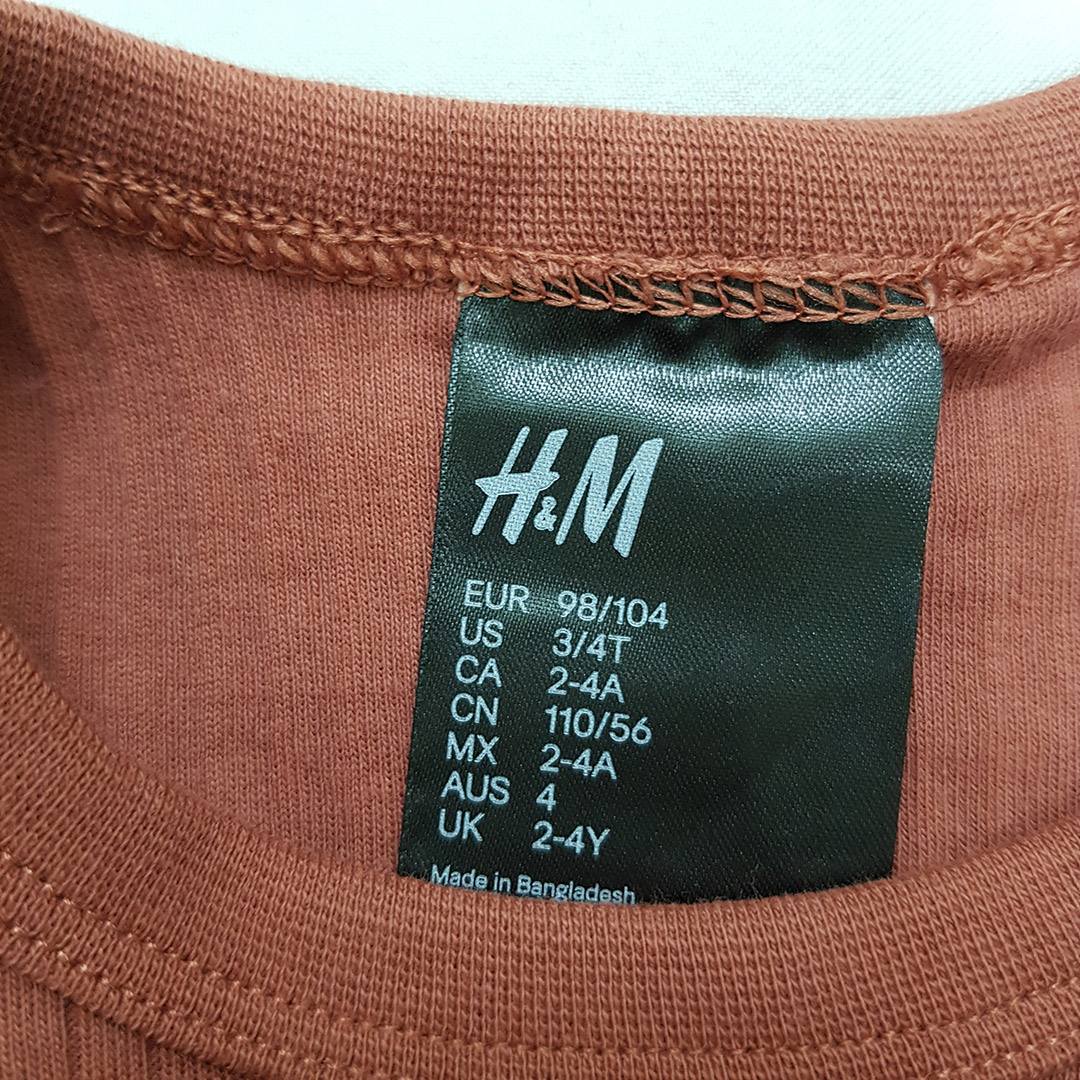 H&M
EUR 98/104
US 3/4T
CA 2-4A
CN 110/56
MX 2-4A
AUS 4
UK 2-4Y
Made in Bangladesh